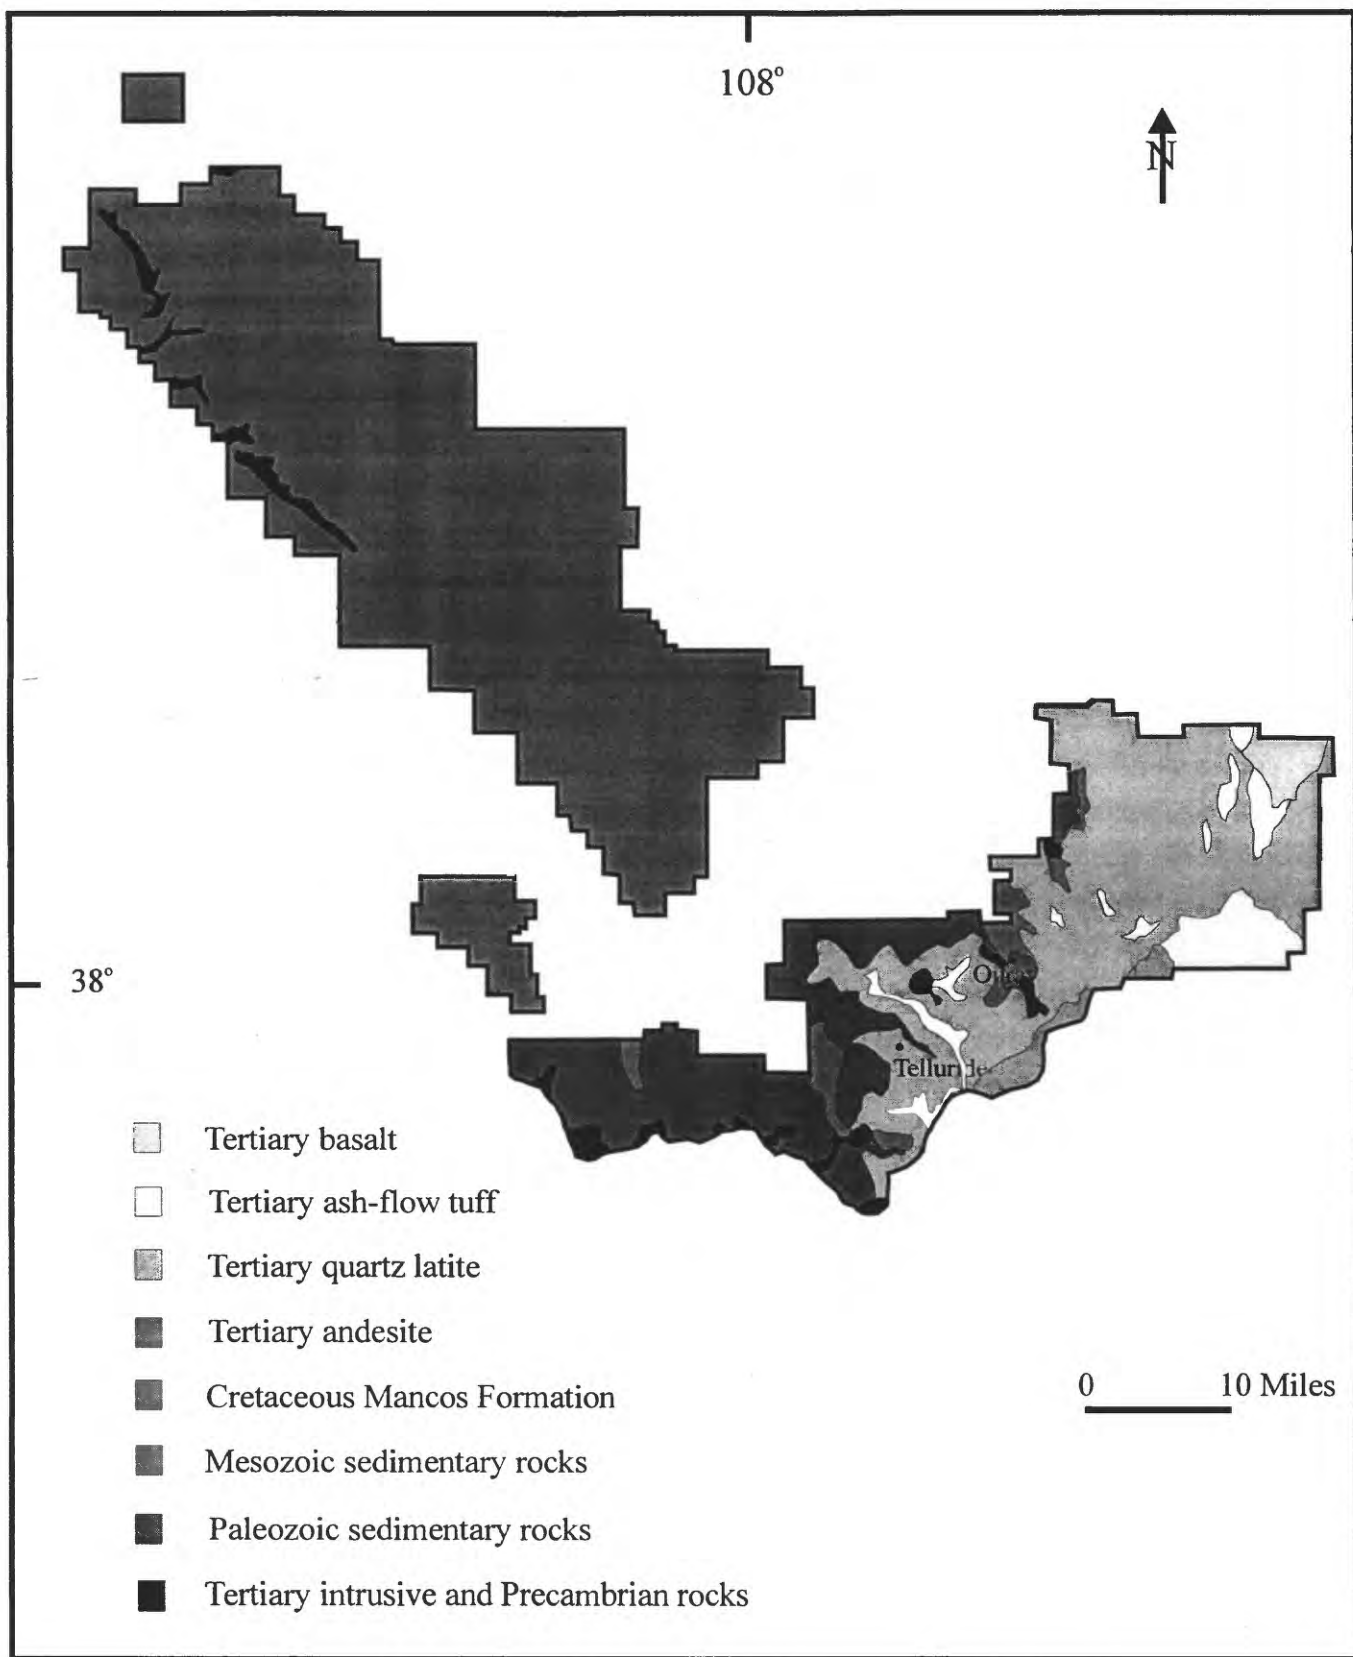 108°
N
38°
Telluride
Tertiary basalt
Tertiary ash-flow tuff
Tertiary quartz latite
Tertiary andesite
Cretaceous Mancos Formation
Mesozoic sedimentary rocks
Paleozoic sedimentary rocks
Tertiary intrusive and Precambrian rocks
0 10 Miles